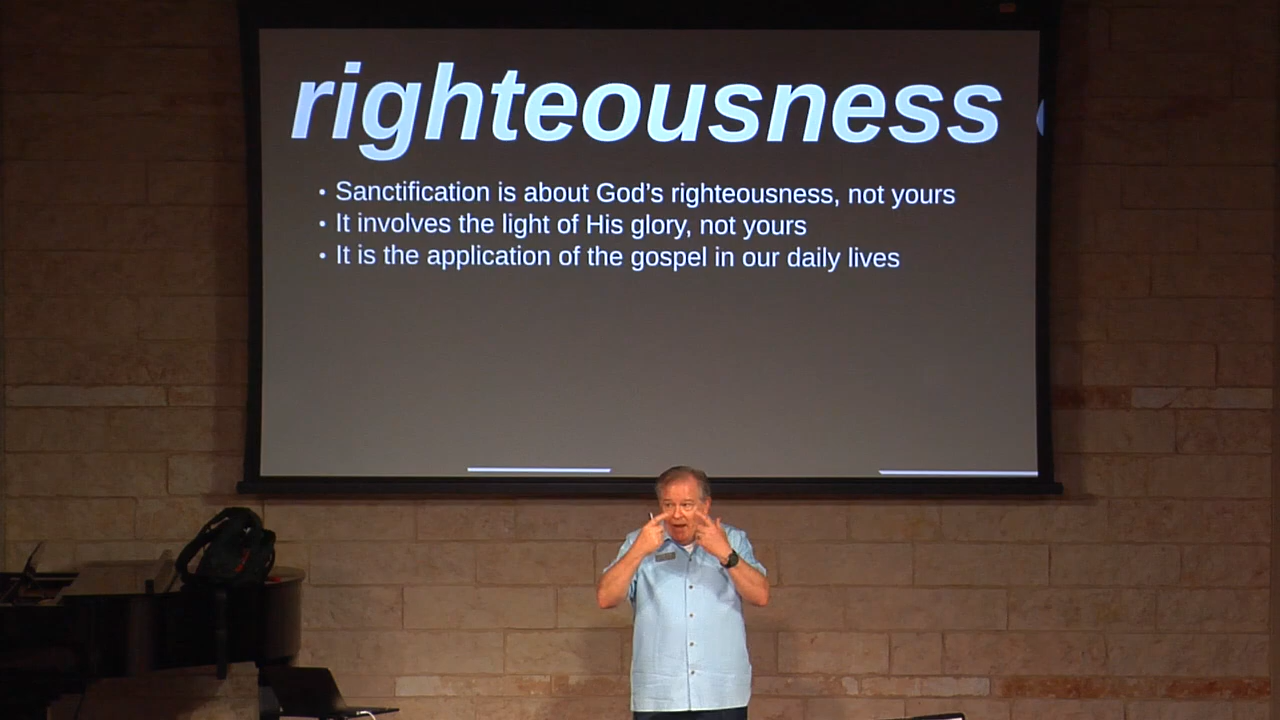 righteousness
• Sanctification is about God’s righteousness, not yours
• It involves the light of His glory, not yours
• It is the application of the gospel in our daily lives